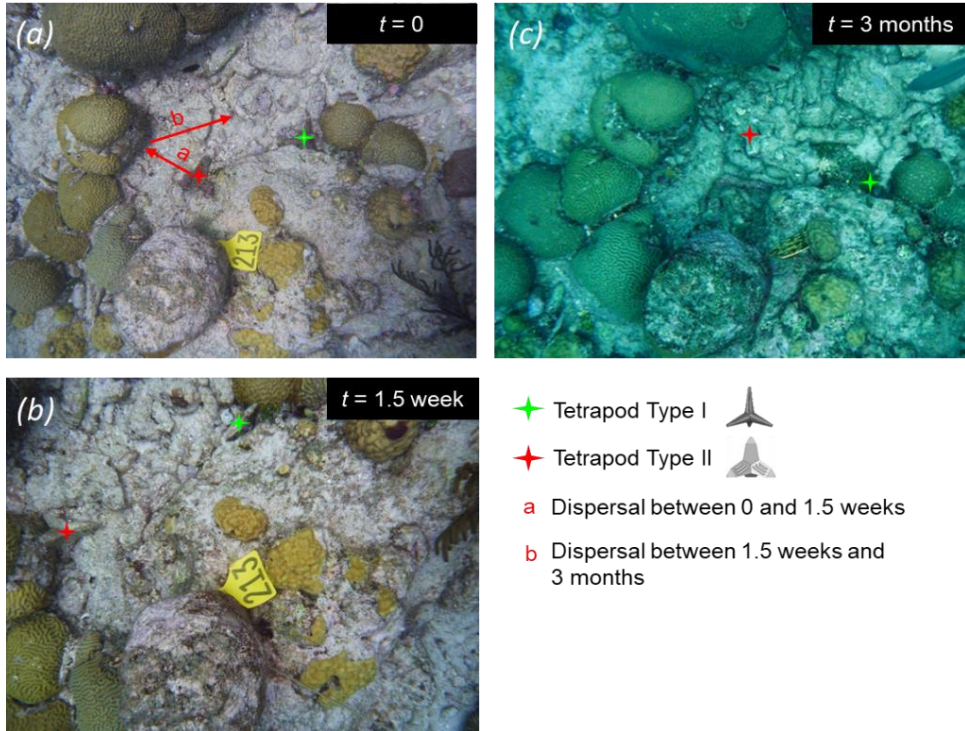 (a)
t = 0
b
a
213
(c)
t = 3 months
(b)
t = 1.5 week
213
Tetrapod Type I
Tetrapod Type II
a Dispersal between 0 and 1.5 weeks
b Dispersal between 1.5 weeks and
3 months